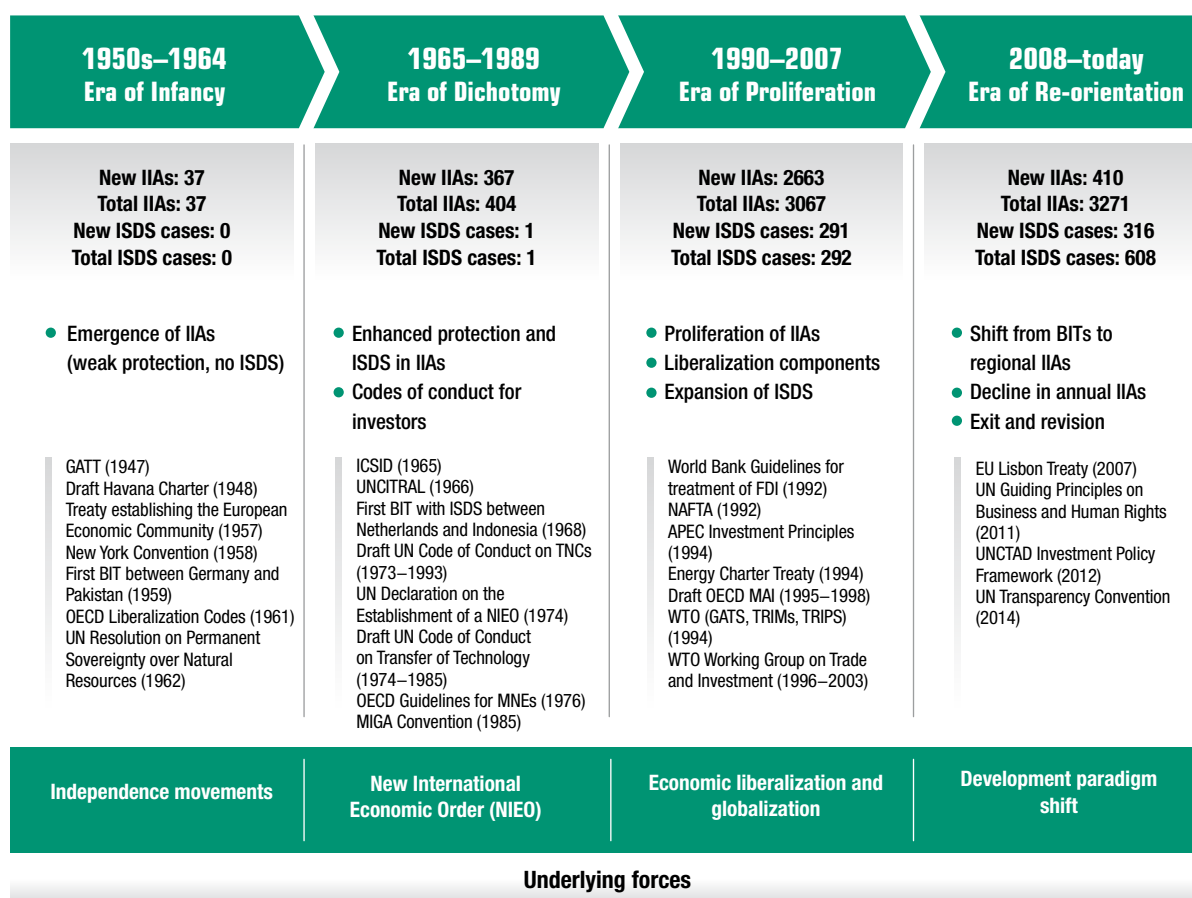 1950s–1964
Era of Infancy
1965–1989
Era of Dichotomy
1990–2007
Era of Proliferation
2008–today
Era of Re-orientation
New IIAs: 37
Total IIAs: 37
New ISDS cases: 0
Total ISDS cases: 0
New IIAs: 367
Total IIAs: 404
New ISDS cases: 1
Total ISDS cases: 1
New IIAs: 2663
Total IIAs: 3067
New ISDS cases: 291
Total ISDS cases: 292
New IIAs: 410
Total IIAs: 3271
New ISDS cases: 316
Total ISDS cases: 608
● Emergence of IIAs
(weak protection, no ISDS)
● Enhanced protection and
ISDS in IIAs
● Codes of conduct for
investors
● Proliferation of IIAs
● Liberalization components
● Expansion of ISDS
● Shift from BITs to
regional IIAs
● Decline in annual IIAs
● Exit and revision
GATT (1947)
Draft Havana Charter (1948)
Treaty establishing the European
Economic Community (1957)
New York Convention (1958)
First BIT between Germany and
Pakistan (1959)
OECD Liberalization Codes (1961)
UN Resolution on Permanent
Sovereignty over Natural
Resources (1962)
ICSID (1965)
UNCITRAL (1966)
First BIT with ISDS between
Netherlands and Indonesia (1968)
Draft UN Code of Conduct on TNCs
(1973–1993)
UN Declaration on the
Establishment of a NIEO (1974)
Draft UN Code of Conduct
on Transfer of Technology
(1974–1985)
OECD Guidelines for MNEs (1976)
MIGA Convention (1985)
World Bank Guidelines for
treatment of FDI (1992)
NAFTA (1992)
APEC Investment Principles
(1994)
Energy Charter Treaty (1994)
Draft OECD MAI (1995–1998)
WTO (GATS, TRIMs, TRIPS)
(1994)
WTO Working Group on Trade
and Investment (1996–2003)
EU Lisbon Treaty (2007)
UN Guiding Principles on
Business and Human Rights
(2011)
UNCTAD Investment Policy
Framework (2012)
UN Transparency Convention
(2014)
Independence movements
New International
Economic Order (NIEO)
Economic liberalization and
globalization
Development paradigm
shift
Underlying forces